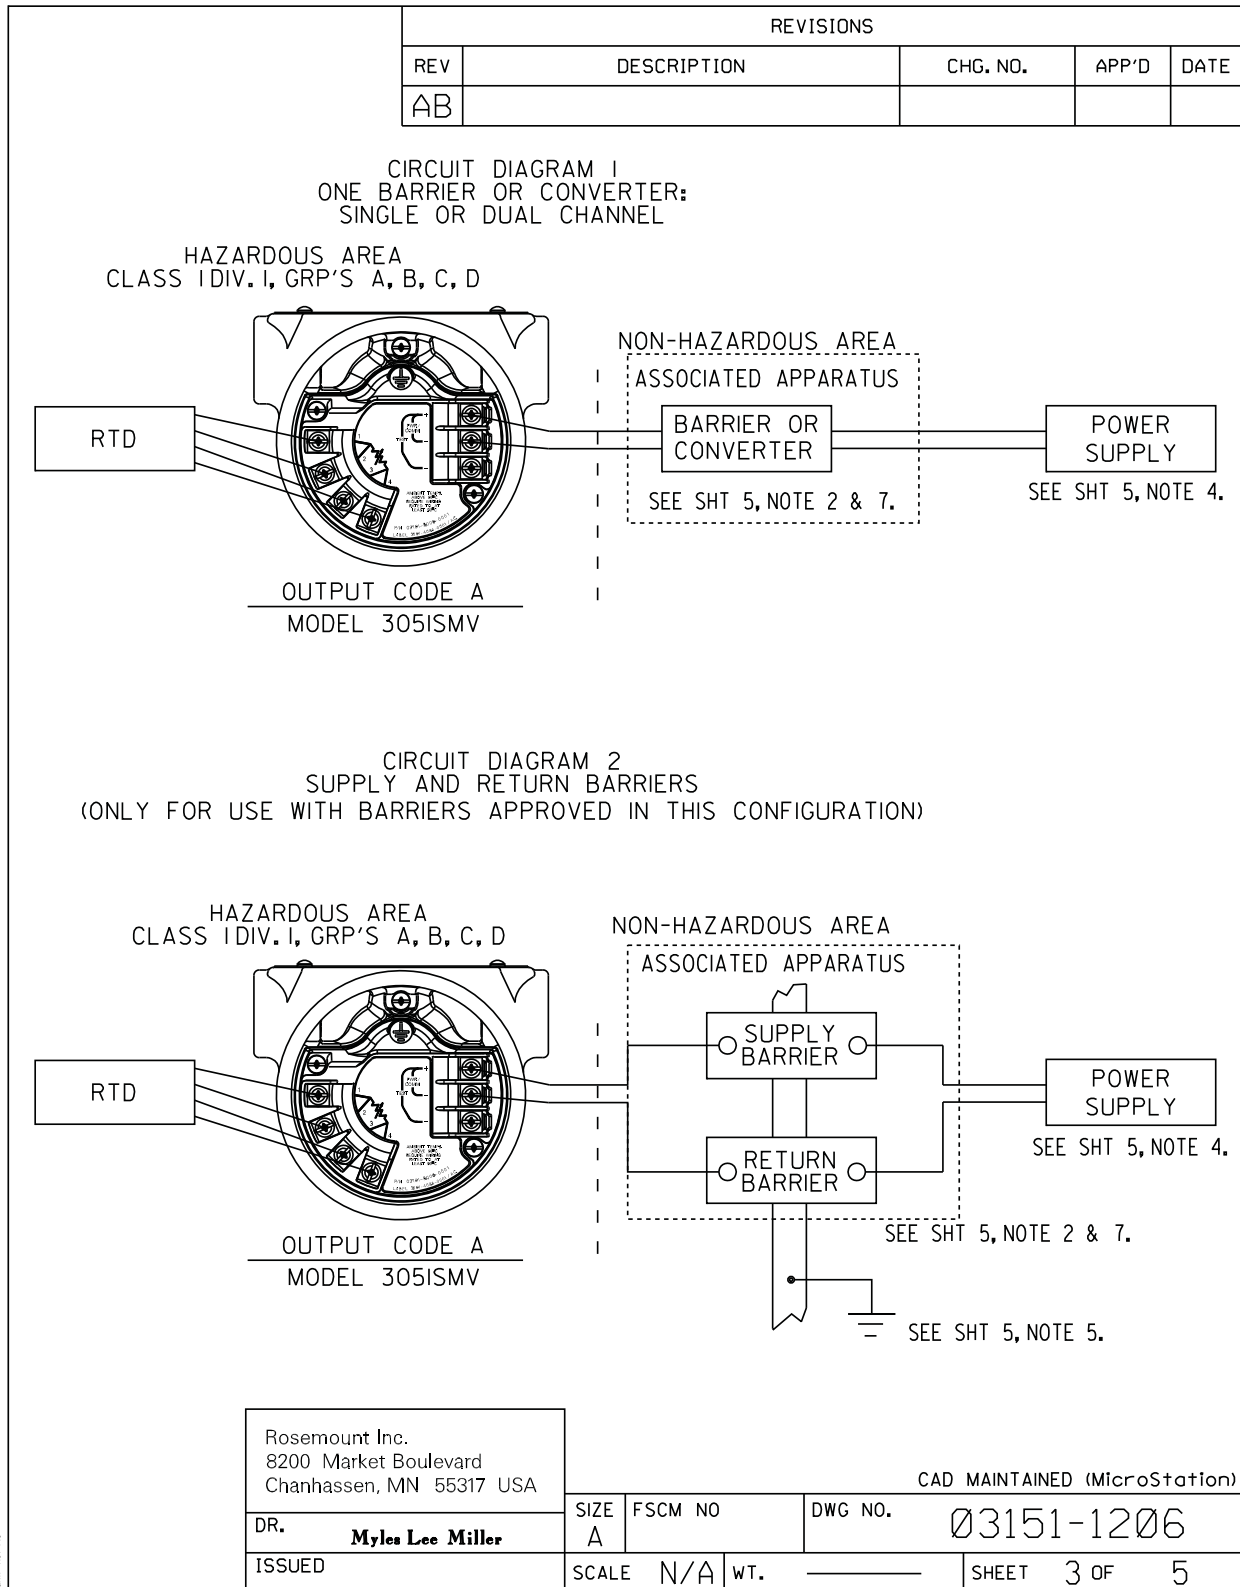 REVISIONS
REV DESCRIPTION CHG. NO. APP'D DATE
AB
CIRCUIT DIAGRAM 1
ONE BARRIER OR CONVERTER:
SINGLE OR DUAL CHANNEL
HAZARDOUS AREA
CLASS I DIV. I, GRP'S A, B, C, D
NON-HAZARDOUS AREA
ASSOCIATED APPARATUS
RTD
BARRIER OR
CONVERTER
POWER
SUPPLY
SEE SHT 5, NOTE 2 & 7.
SEE SHT 5, NOTE 4.
OUTPUT CODE A
MODEL 3051SMV
CIRCUIT DIAGRAM 2
SUPPLY AND RETURN BARRIERS
(ONLY FOR USE WITH BARRIERS APPROVED IN THIS CONFIGURATION)
HAZARDOUS AREA
CLASS I DIV. I, GRP'S A, B, C, D
NON-HAZARDOUS AREA
ASSOCIATED APPARATUS
RTD
SUPPLY
BARRIER
POWER
SUPPLY
SEE SHT 5, NOTE 4.
RETURN
BARRIER
SEE SHT 5, NOTE 2 & 7.
OUTPUT CODE A
MODEL 3051SMV
SEE SHT 5, NOTE 5.
Rosemount Inc.
8200 Market Boulevard
Chanhassen, MN 55317 USA
CAD MAINTAINED (MicroStation)
DR. Myles Lee Miller
SIZE A FSCM NO DWG NO. 03151-1206
ISSUED
SCALE N/A WT. SHEET 3 OF 5